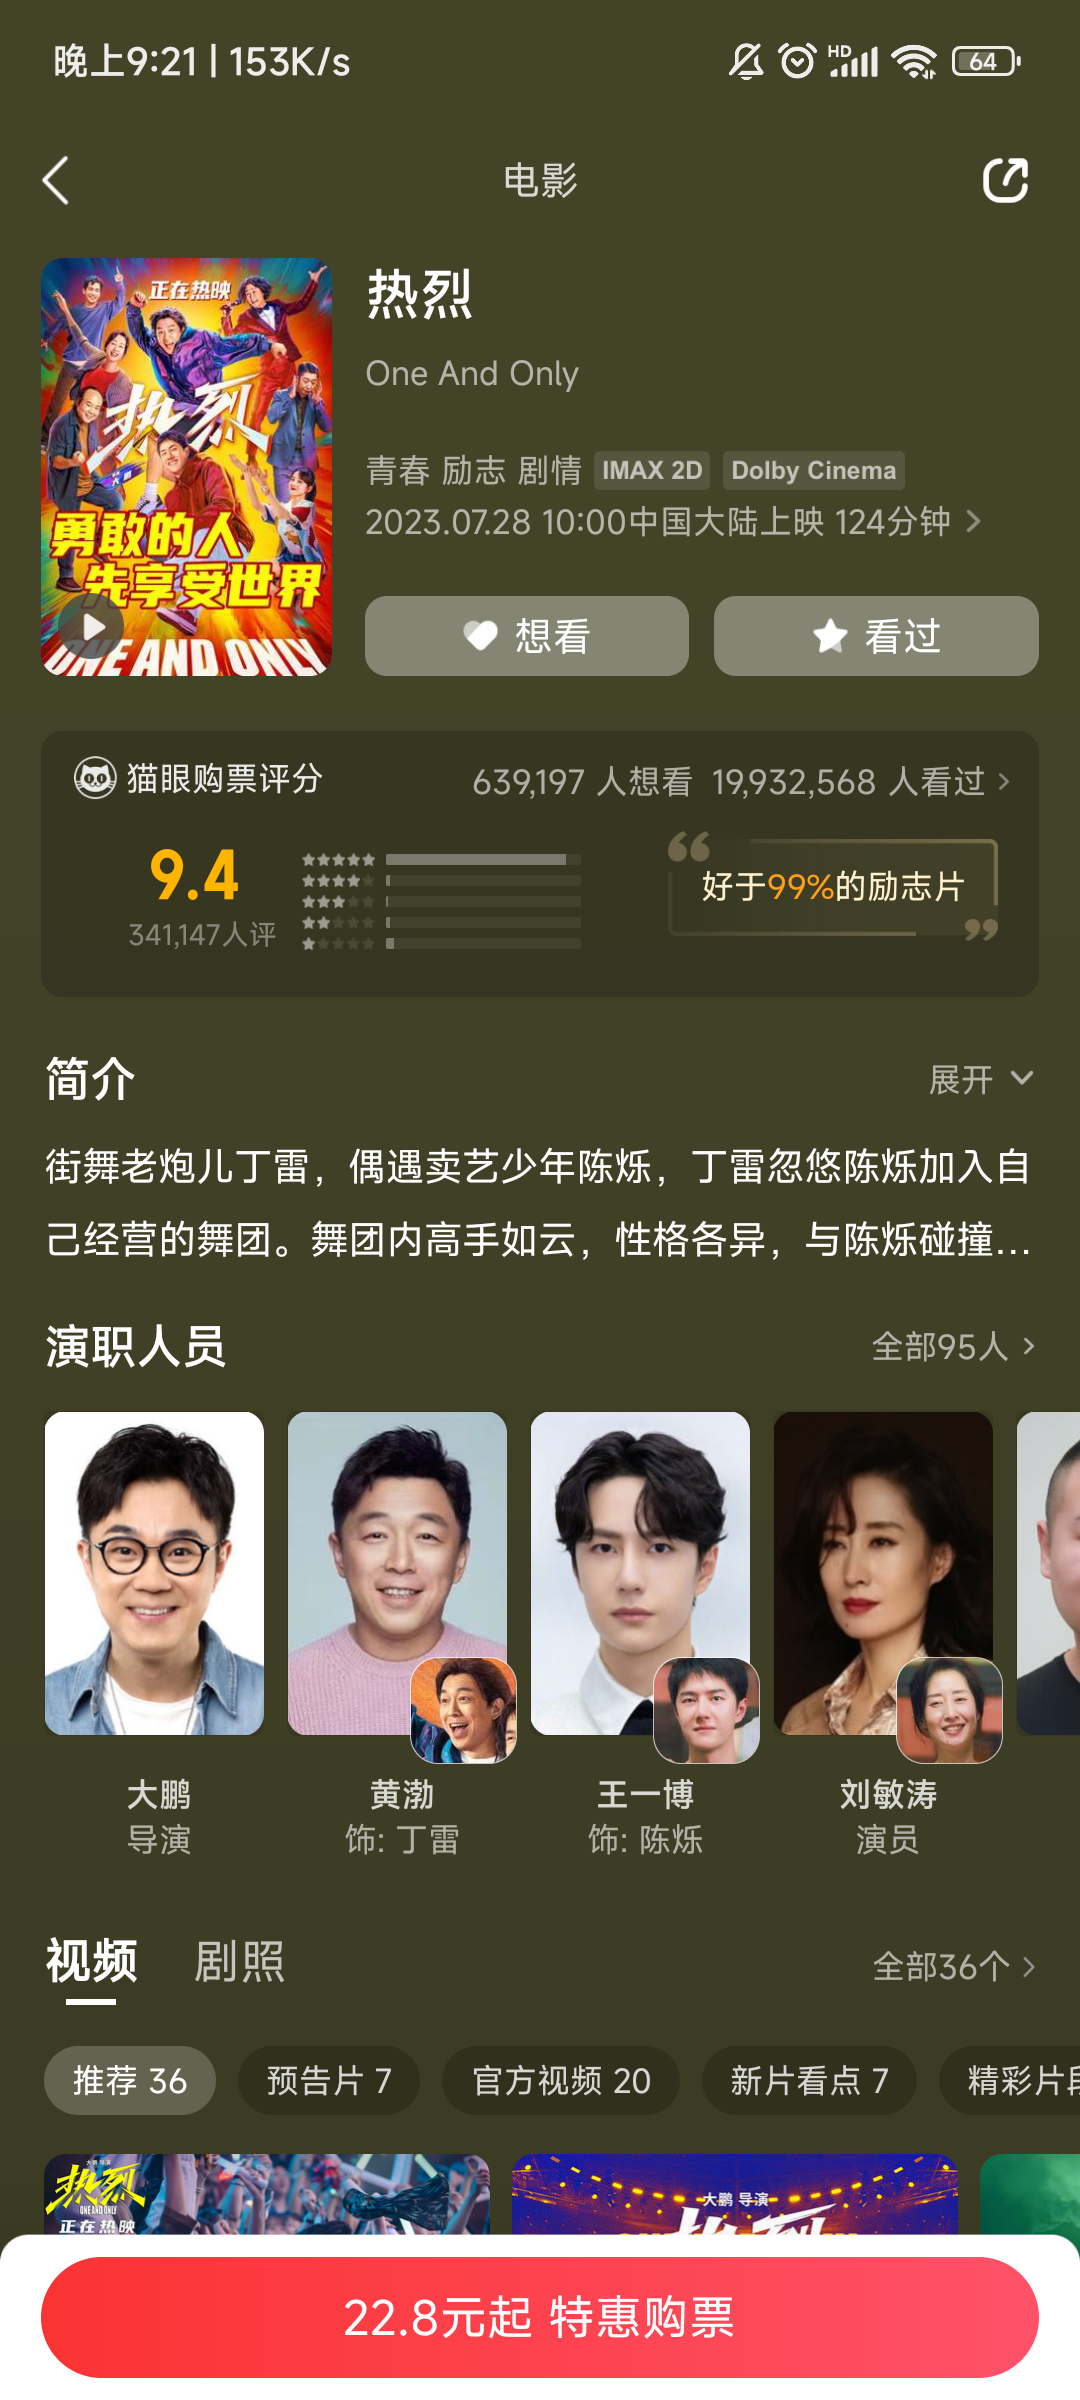 晚上9:21 | 153K/s
HD
64
电影
正在热映
热烈
勇敢的人
先享受世界
ONE AND ONLY
热烈
One And Only
青春 励志 剧情 IMAX 2D Dolby Cinema
2023.07.28 10:00中国大陆上映 124分钟
想看
看过
猫眼购票评分
639,197 人想看 19,932,568 人看过
9.4
341,147人评
好于99%的励志片
简介
展开
街舞老炮儿丁雷，偶遇卖艺少年陈烁，丁雷忽悠陈烁加入自
己经营的舞团。舞团内高手如云，性格各异，与陈烁碰撞...
演职人员
全部95人
大鹏
导演
黄渤
饰: 丁雷
王一博
饰: 陈烁
刘敏涛
演员
视频
剧照
全部36个
推荐 36
预告片 7
官方视频 20
新片看点 7
精彩片段
大鹏 导演
热烈
ONE AND ONLY
正在热映
大鹏 导演
热烈
22.8元起 特惠购票